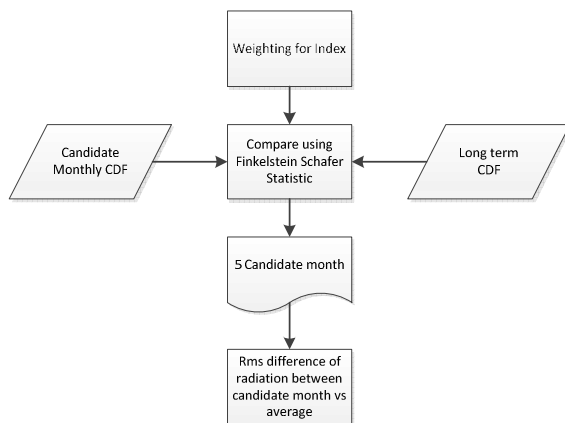 Weighting for Index
Candidate
Monthly CDF
Compare using
Finkelstein Schafer
Statistic
Long term
CDF
5 Candidate month
Rms difference of
radiation between
candidate month vs
average